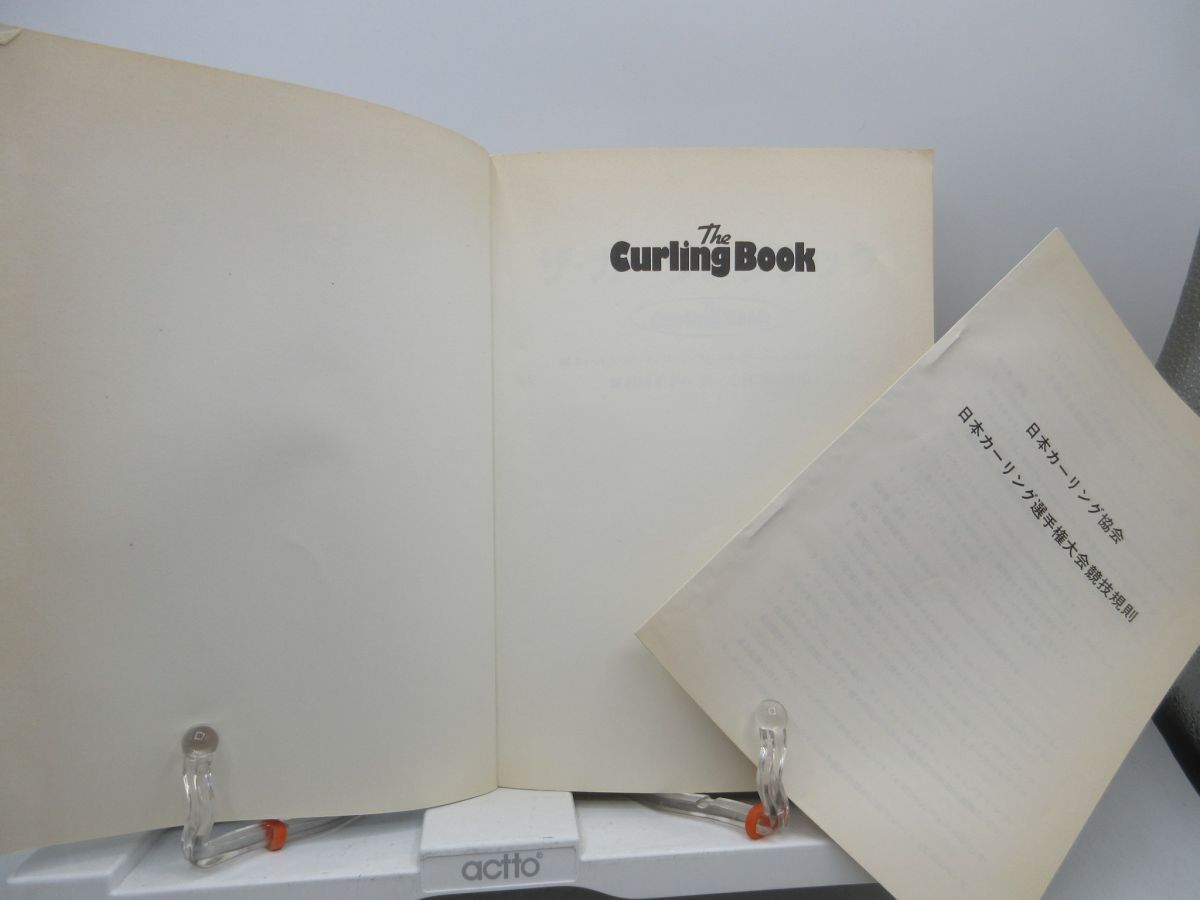 The
Curling Book
日本カーリング協会
日本カーリング選手権大会競技規則
actto